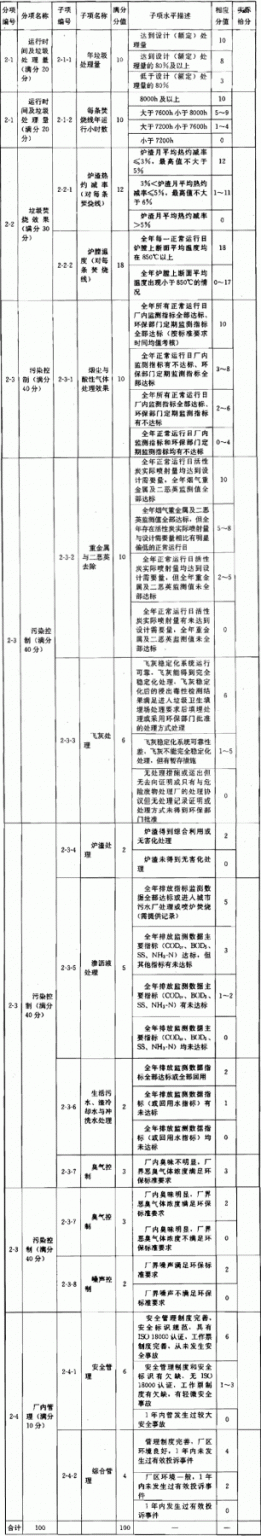 分项编号 分项名称 子项编号 子项名称 满分分值 子项水平描述 相应分值 实际给分
2-1 运行时间及垃圾处理量(满分20分) 2-1-1 年垃圾处理量 10
达到设计(额定)处理量 10
达到设计(额定)处理量的80%及以上 8
低于设计(额定)处理量的80% 3
2-1 运行时间及垃圾处理量(满分20分) 2-1-2 每条焚烧线年运行小时数 10
8000h及以上 10
大于7600h小于8000h 5~9
大于7200h小于7600h 1~4
小于7200h 0
2-2 垃圾焚烧效果(满分30分)
2-2-1 炉渣热灼减率(对每条焚烧线) 12
炉渣月平均热灼减率≤3%,最高值不大于5% 12
3%<炉渣月平均热灼减率≤5%,最高值不大于6% 1~11
炉渣月平均热灼减率>5% 0
2-2-2 炉膛温度(对每条焚烧线) 18
全年每一正常运行日炉膛上断面平均温度均在850℃以上 18
全年炉膛上断面平均温度出现小于850℃的情况 0~17
2-3 污染控制(满分40分) 2-3-1 烟尘与酸性气体处理效果 10
全年所有正常运行日厂内监测指标全部达标,环保部门定期监测指标全部达标(按标准要求时间均值考核) 10
全年正常运行日厂内监测指标有不达标,环保部门定期监测指标全部达标 3~8
全年所有正常运行日厂内监测指标全部达标,环保部门定期监测指标有不达标 2~6
全年正常运行日厂内监测指标和环保部门定期监测指标均有不达标 0~4
2-3 污染控制(满分40分)
2-3-2 重金属与二恶英去除 10
全年正常运行日活性炭实际喷射量均达到设计需要量,全年烟气重金属及二恶英监测值全部达标 10
全年烟气重金属及二恶英监测值全部达标,但全年存在活性炭实际喷射量与设计需要量相比有明显偏低的正常运行日 5~8
全年正常运行日活性炭实际喷射量均达到设计需要量,但全年重金属及二恶英监测值未全部达标 2~5
全年正常运行日活性炭实际喷射量有未达到设计需要量,全年重金属及二恶英监测值未全部达标 0
2-3-3 飞灰处理 6
飞灰稳定化系统运行可靠,飞灰能得到完全稳定化处理,飞灰稳定化后的浸出毒性检测结果满足进入垃圾卫生填埋场处理要求后填埋处理或采用环保部门批准的处理方式处理 6
飞灰稳定化系统可靠性差,飞灰不能完全稳定化处理,但有暂存措施 1~5
无处理措施或送出但无去向证明或只有与危险废物处理厂的处理协议但无处理记录证明或处理方式未得到环保部门批准 0
2-3 污染控制(满分40分)
2-3-4 炉渣处理 2
炉渣得到综合利用或无害化处理 2
炉渣未得到无害化处理 0
2-3-5 渗沥液处理 5
全年排放指标监测数据全部达标或进入城市污水厂处理或喷炉焚烧(需提供记录) 5
全年排放监测数据主要指标(CODcr、BOD5、SS、NH3-N)达标,但其他指标有未达标 3
全年排放监测数据主要指标(CODcr、BOD5、SS、NH3-N)有未达标 1~2
全年排放监测数据主要指标(CODcr、BOD5、SS、NH3-N)均未达标 0
2-3-6 生活污水、循冷却水与冲洗水处理 2
全年排放监测数据指标全部达标或全部回用 2
全年排放监测数据指标(或回用水指标)有未达标 1
全年排放监测数据指标(或回用水指标)均未达标 0
2-3-7 臭气控制 3
厂内臭味不明显,厂界恶臭气体浓度满足环保标准要求 3
2-3 污染控制(满分40分)
2-3-7 臭气控制 3
厂内臭味明显,厂界恶臭气体浓度满足环保标准要求 2
厂内臭味明显,厂界恶臭气体浓度不满足环保标准要求 0
2-3-8 噪声控制 2
厂界噪声满足环保标准要求 2
厂界噪声不满足环保标准要求 0
2-4 厂内管理(满分10分)
2-4-1 安全管理 6
安全管理制度完善,安全标识规范,具有ISO 18000认证,工作票制度完善,从未发生安全事故 6
安全管理制度和安全标识有欠缺,无ISO 18000认证,工作票制度有欠缺,有轻微安全事故 1~3
1年内曾发生过较大安全事故 0
2-4-2 综合管理 4
管理制度完善,厂区环境良好,1年内未发生过有效投诉事件 4
厂区环境一般,1年内未发生过有效投诉事件 2
1年内发生过有效投诉事件 0
合计 100 100 — —